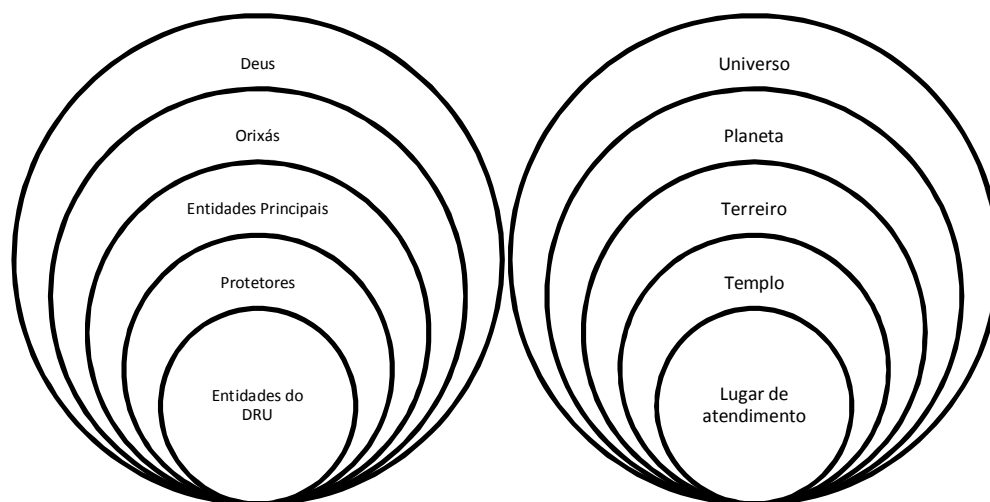 Deus
Orixás
Entidades Principais
Protetores
Entidades do
DRU
Universo
Planeta
Terreiro
Templo
Lugar de
atendimento